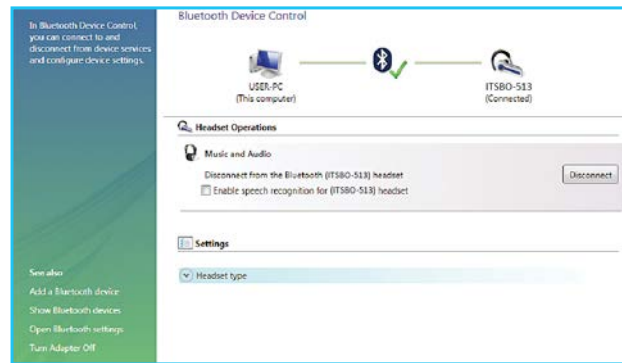 In Bluetooth Device Control,
you can connect to and
disconnect from device services
and configure device settings.
Bluetooth Device Control
USER-PC
(This computer)
ITSBO-513
(Connected)
Headset Operations
Music and Audio
Disconnect from the Bluetooth (ITSBO-513) headset
Disconnect
Enable speech recognition for (ITSBO-513) headset
Settings
Headset type
See also
Add a Bluetooth device
Show Bluetooth devices
Open Bluetooth settings
Turn Adapter Off